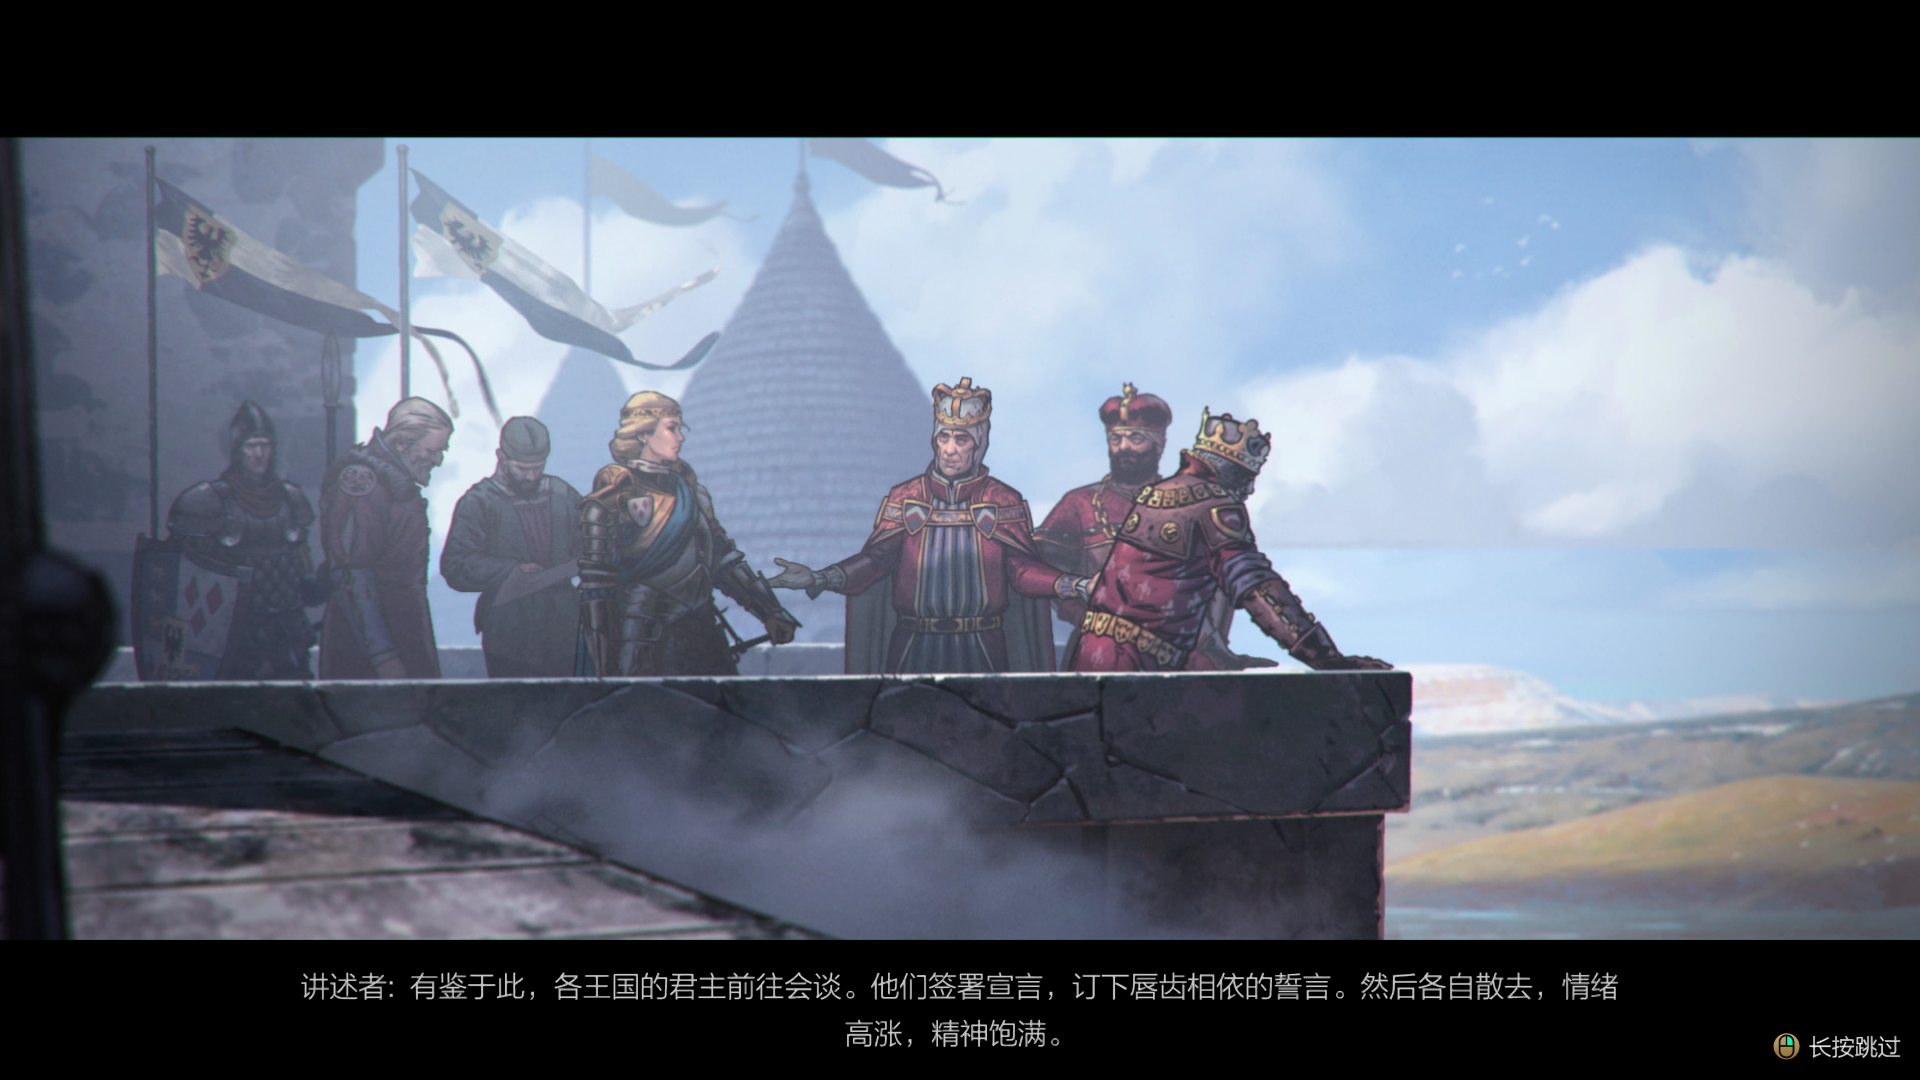 讲述者：有鉴于此，各王国的君主前往会谈。他们签署宣言，订下唇齿相依的誓言。然后各自散去，情绪
高涨，精神饱满。
长按跳过